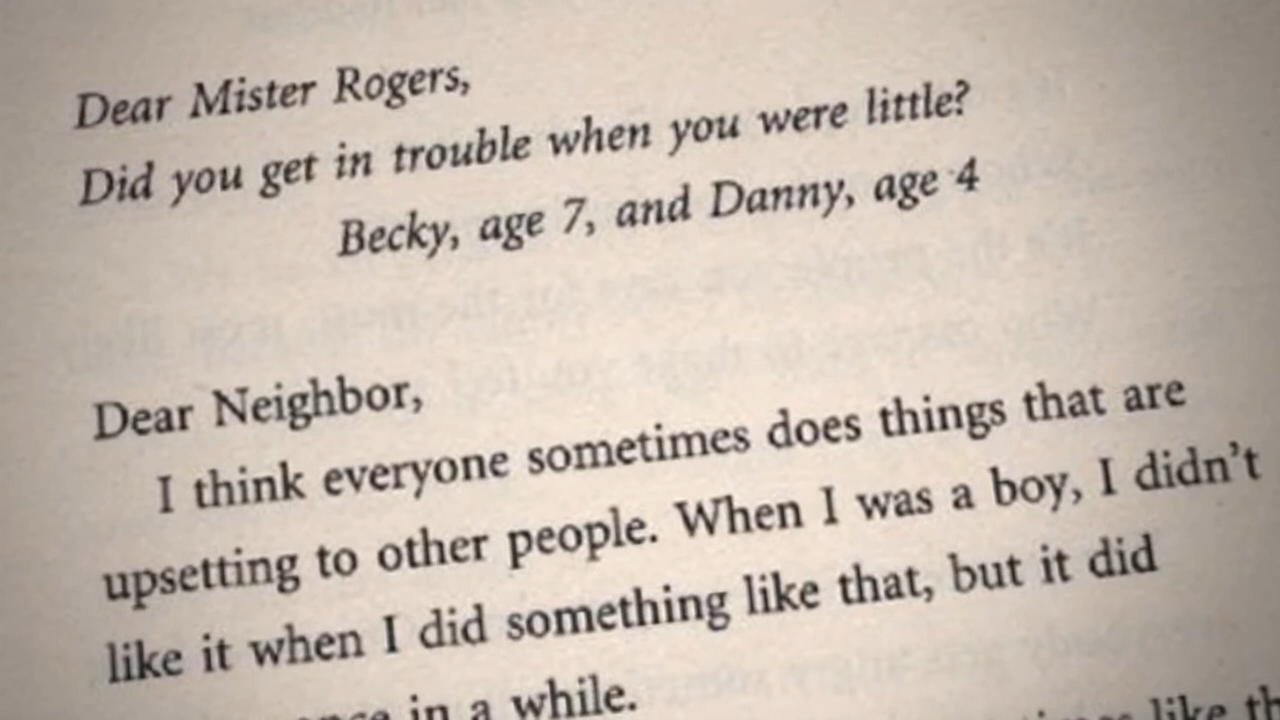 Dear Mister Rogers,
Did you get in trouble when you were little?
Becky, age 7, and Danny, age 4
Dear Neighbor,
I think everyone sometimes does things that are
upsetting to other people. When I was a boy, I didn't
like it when I did something like that, but it did
in a while.
like